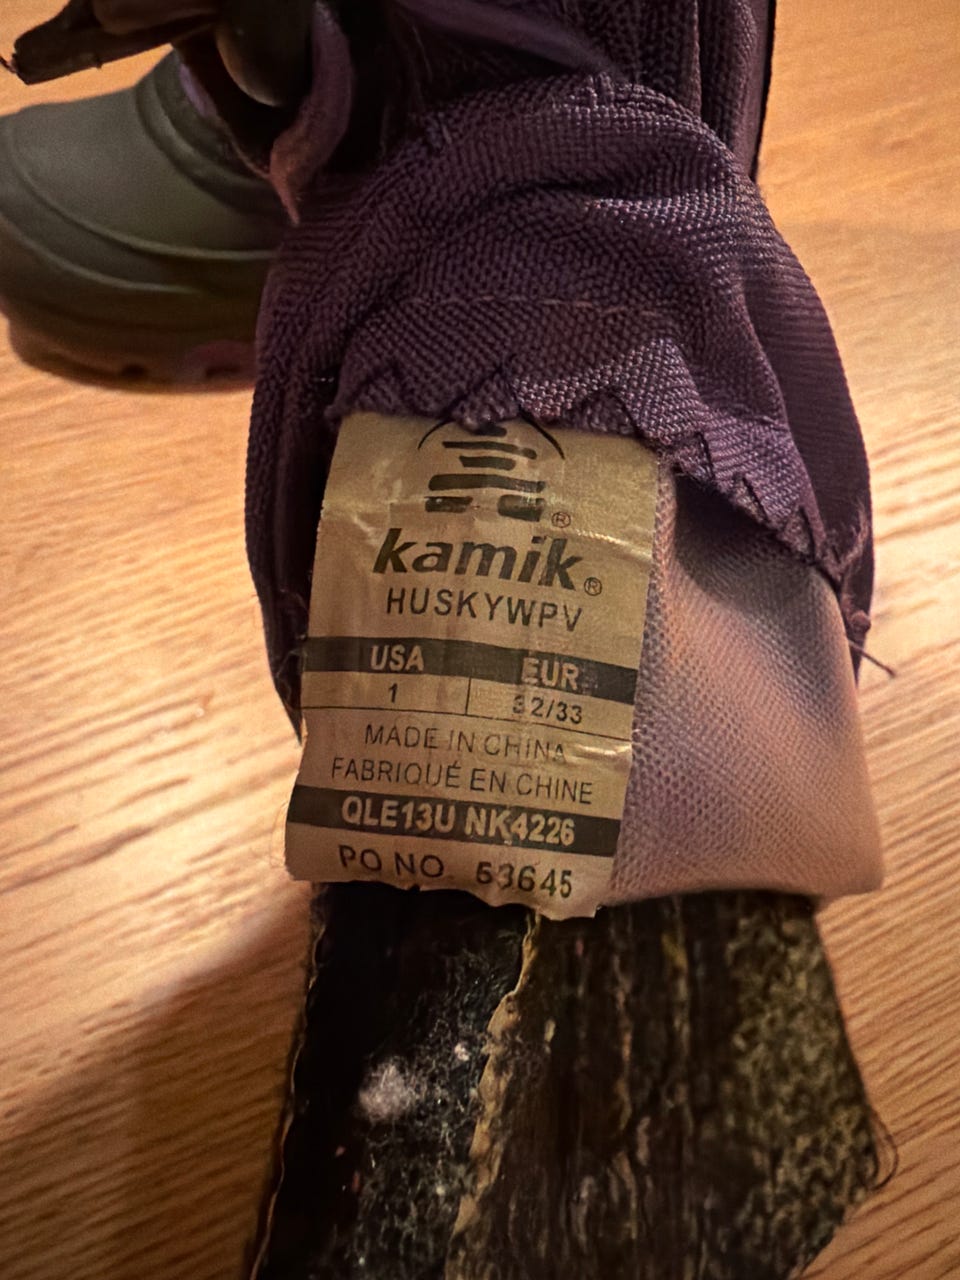 ®
kamik®
HUSKYWPV
USA EUR
1 32/33
MADE IN CHINA
FABRIQUÉ EN CHINE
QLE13U NK4226
PO NO. 53645